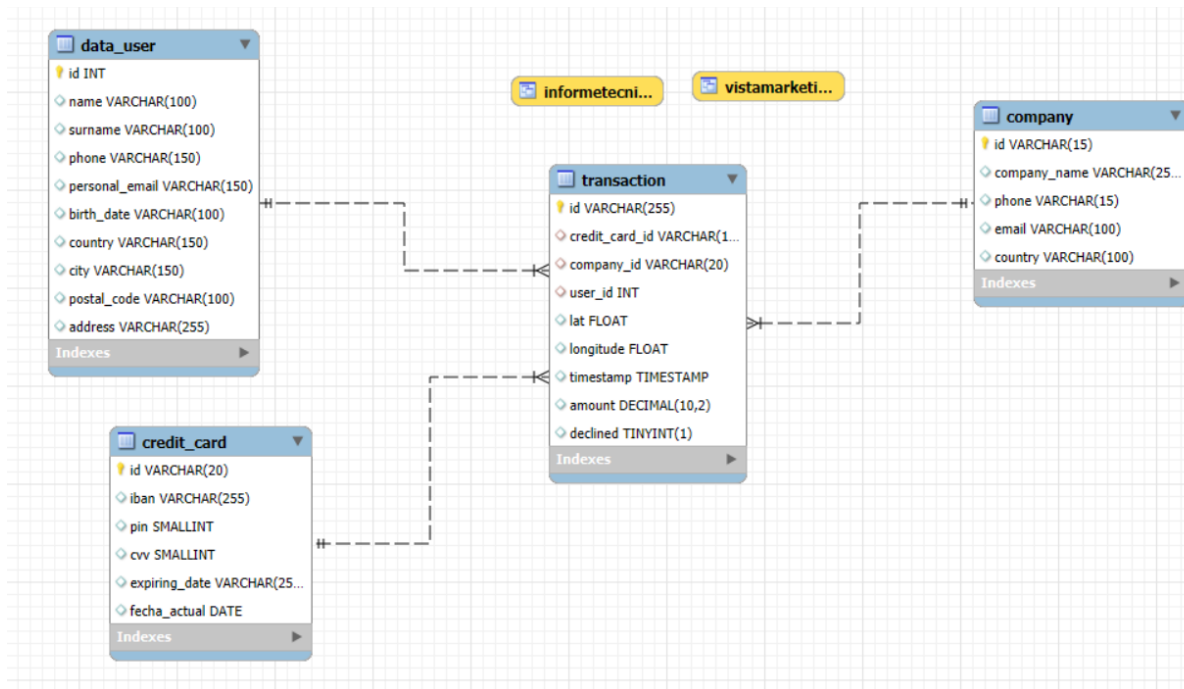 data_user
id INT
name VARCHAR(100)
surname VARCHAR(100)
phone VARCHAR(150)
personal_email VARCHAR(150)
birth_date VARCHAR(100)
country VARCHAR(150)
city VARCHAR(150)
postal_code VARCHAR(100)
address VARCHAR(255)
Indexes
informetecni...
vistamarketi...
company
id VARCHAR(15)
company_name VARCHAR(25...
phone VARCHAR(15)
email VARCHAR(100)
country VARCHAR(100)
Indexes
transaction
id VARCHAR(255)
credit_card_id VARCHAR(1...
company_id VARCHAR(20)
user_id INT
lat FLOAT
longitude FLOAT
timestamp TIMESTAMP
amount DECIMAL(10,2)
declined TINYINT(1)
Indexes
credit_card
id VARCHAR(20)
iban VARCHAR(255)
pin SMALLINT
cvv SMALLINT
expiring_date VARCHAR(25...
fecha_actual DATE
Indexes